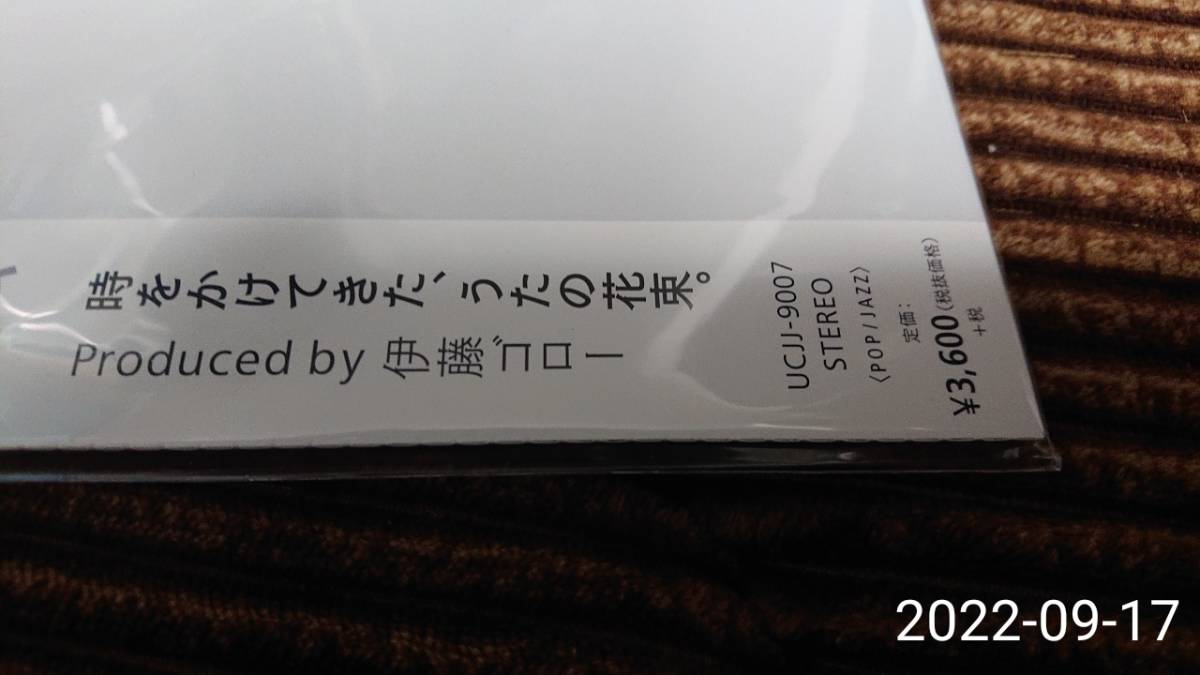 時をかけてきた、うたの花束。
Produced by 伊藤ゴロー
UCJJ-9007
STEREO
〈POP/JAZZ〉
定価:
¥3,600(税抜価格)
+税
2022-09-17